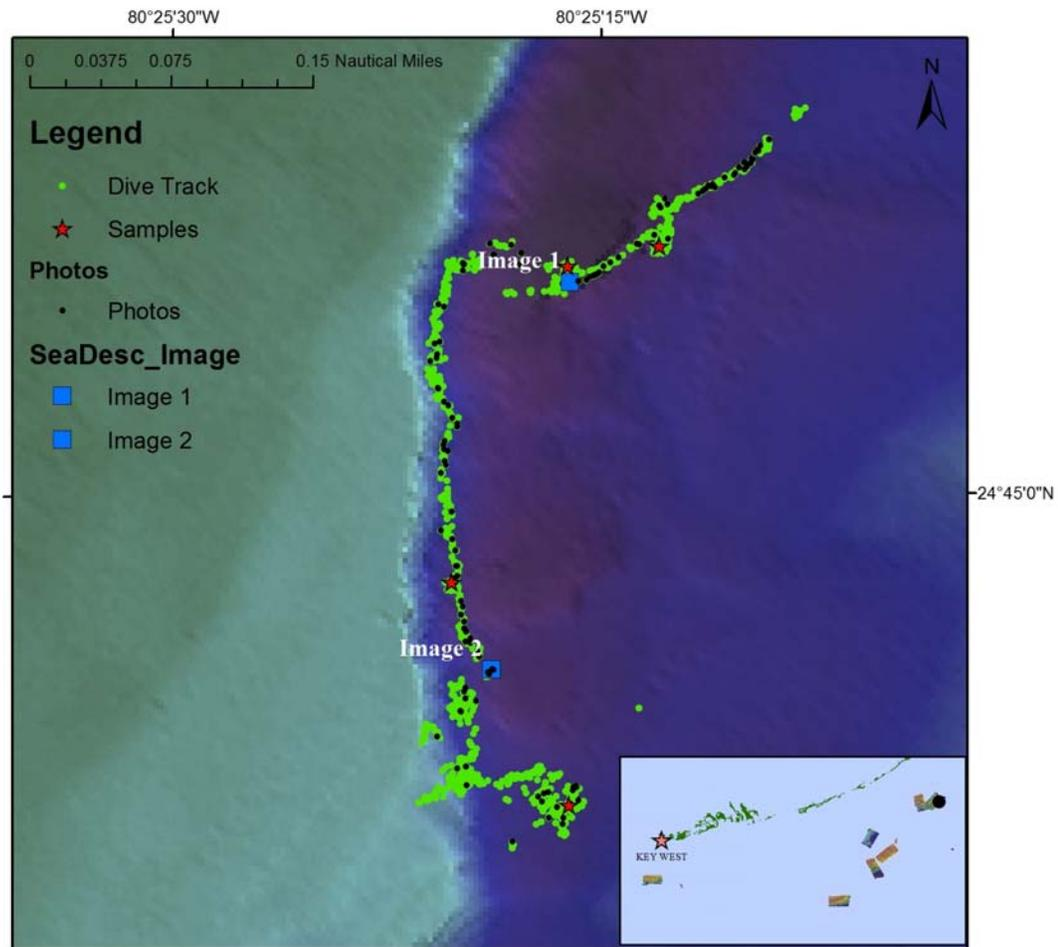 80°25'30"W 80°25'15"W
0 0.0375 0.075 0.15 Nautical Miles
N
Legend
Dive Track
Samples
Photos
Photos
SeaDesc_Image
Image 1
Image 2
Image 1
24°45'0"N
Image 2
KEY WEST